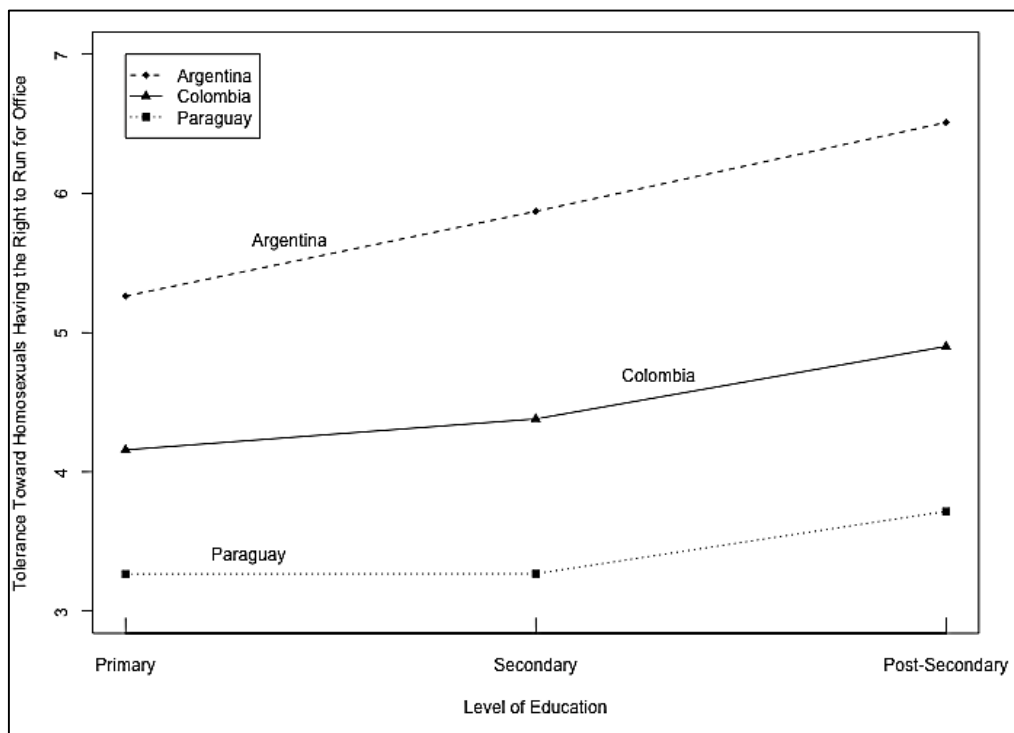 Tolerance Toward Homosexuals Having the Right to Run for Office
7
6
5
4
3
Argentina
Colombia
Paraguay
Argentina
Colombia
Paraguay
Primary
Secondary
Post-Secondary
Level of Education